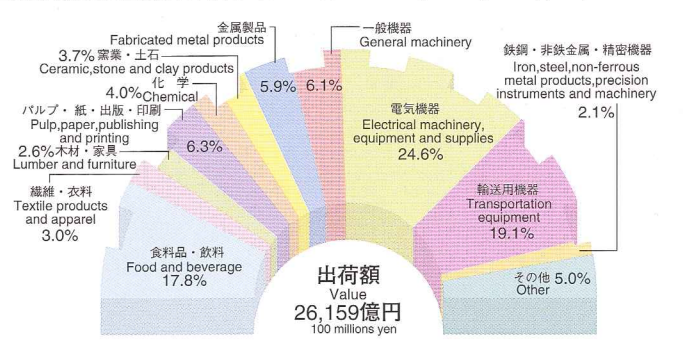 金属製品
Fabricated metal products
5.9%
一般機器
General machinery
6.1%
3.7% 窯業・土石
Ceramic,stone and clay products
化 学
4.0% Chemical
パルプ・紙・出版・印刷
Pulp,paper,publishing
and printing
6.3%
2.6% 木材・家具
Lumber and furniture
繊維・衣料
Textile products
and apparel
3.0%
食料品・飲料
Food and beverage
17.8%
電気機器
Electrical machinery,
equipment and supplies
24.6%
輸送用機器
Transportation
equipment
19.1%
鉄鋼・非鉄金属・精密機器
Iron,steel,non-ferrous
metal products,precision
instruments and machinery
2.1%
その他 5.0%
Other
出荷額
Value
26,159億円
100 millions yen